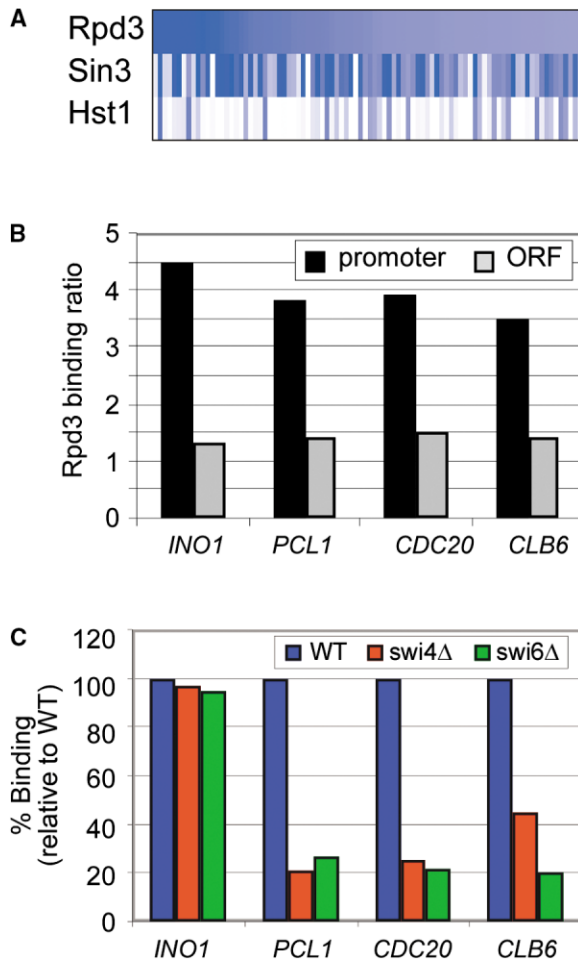 A
Rpd3
Sin3
Hst1
B
Rpd3 binding ratio
5
4
3
2
1
0
promoter ORF
INO1 PCL1 CDC20 CLB6
C
% Binding
(relative to WT)
120
100
80
60
40
20
0
WT swi4Δ swi6Δ
INO1 PCL1 CDC20 CLB6